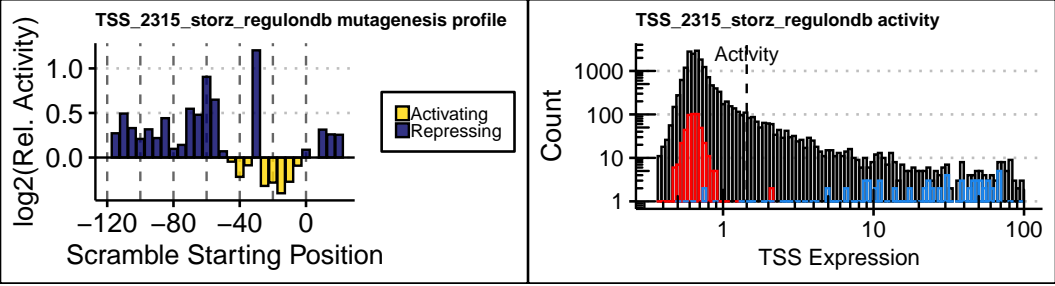 TSS_2315_storz_regulondb mutagenesis profile
log2(Rel. Activity)
1.0
0.5
0.0
−120 −80 −40 0
Scramble Starting Position
Activating
Repressing
TSS_2315_storz_regulondb activity
Activity
Count
1000
100
10
1
1 10 100
TSS Expression